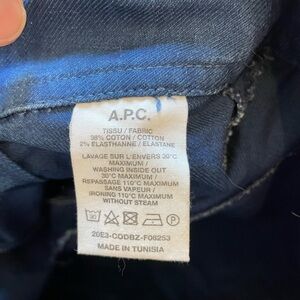 A.P.C.
TISSU / FABRIC
98% COTON / COTTON
2% ELASTHANNE / ELASTANE
LAVAGE SUR L'ENVERS 30°C
MAXIMUM /
WASHING INSIDE OUT
30°C MAXIMUM /
REPASSAGE 110°C MAXIMUM
SANS VAPEUR /
IRONING 110°C MAXIMUM
WITHOUT STEAM
30 P
20E3-CODBZ-F08253
MADE IN TUNISIA